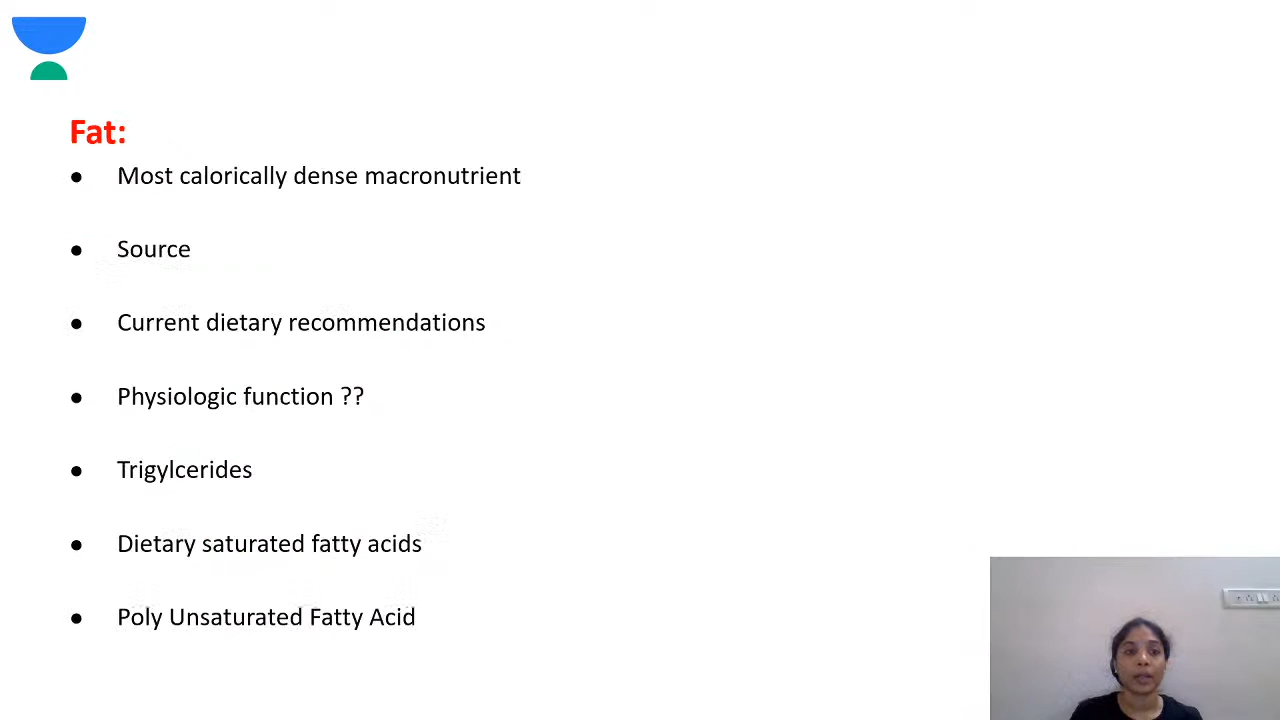 Fat:
● Most calorically dense macronutrient
● Source
● Current dietary recommendations
● Physiologic function ??
● Trigylcerides
● Dietary saturated fatty acids
● Poly Unsaturated Fatty Acid